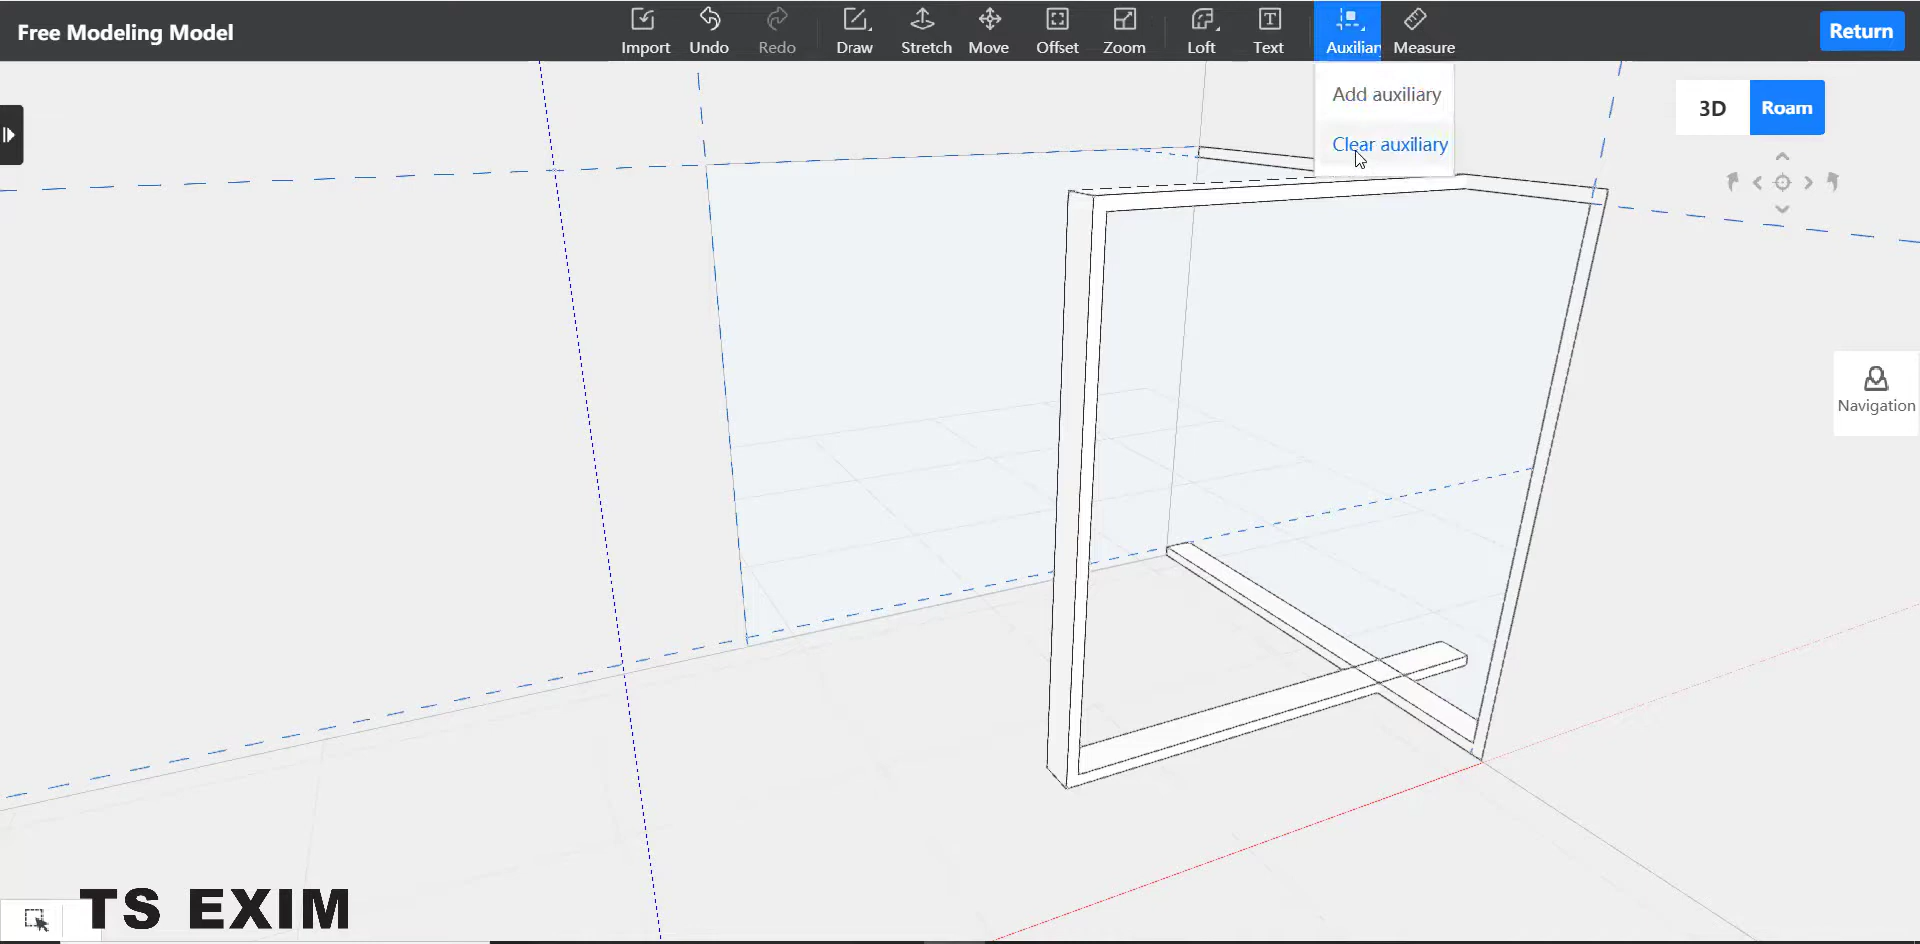 Free Modeling Model
Import
Undo
Redo
Draw
Stretch
Move
Offset
Zoom
Loft
Text
Auxiliary
Measure
Return
Add auxiliary
Clear auxiliary
3D
Roam
Navigation
TS EXIM